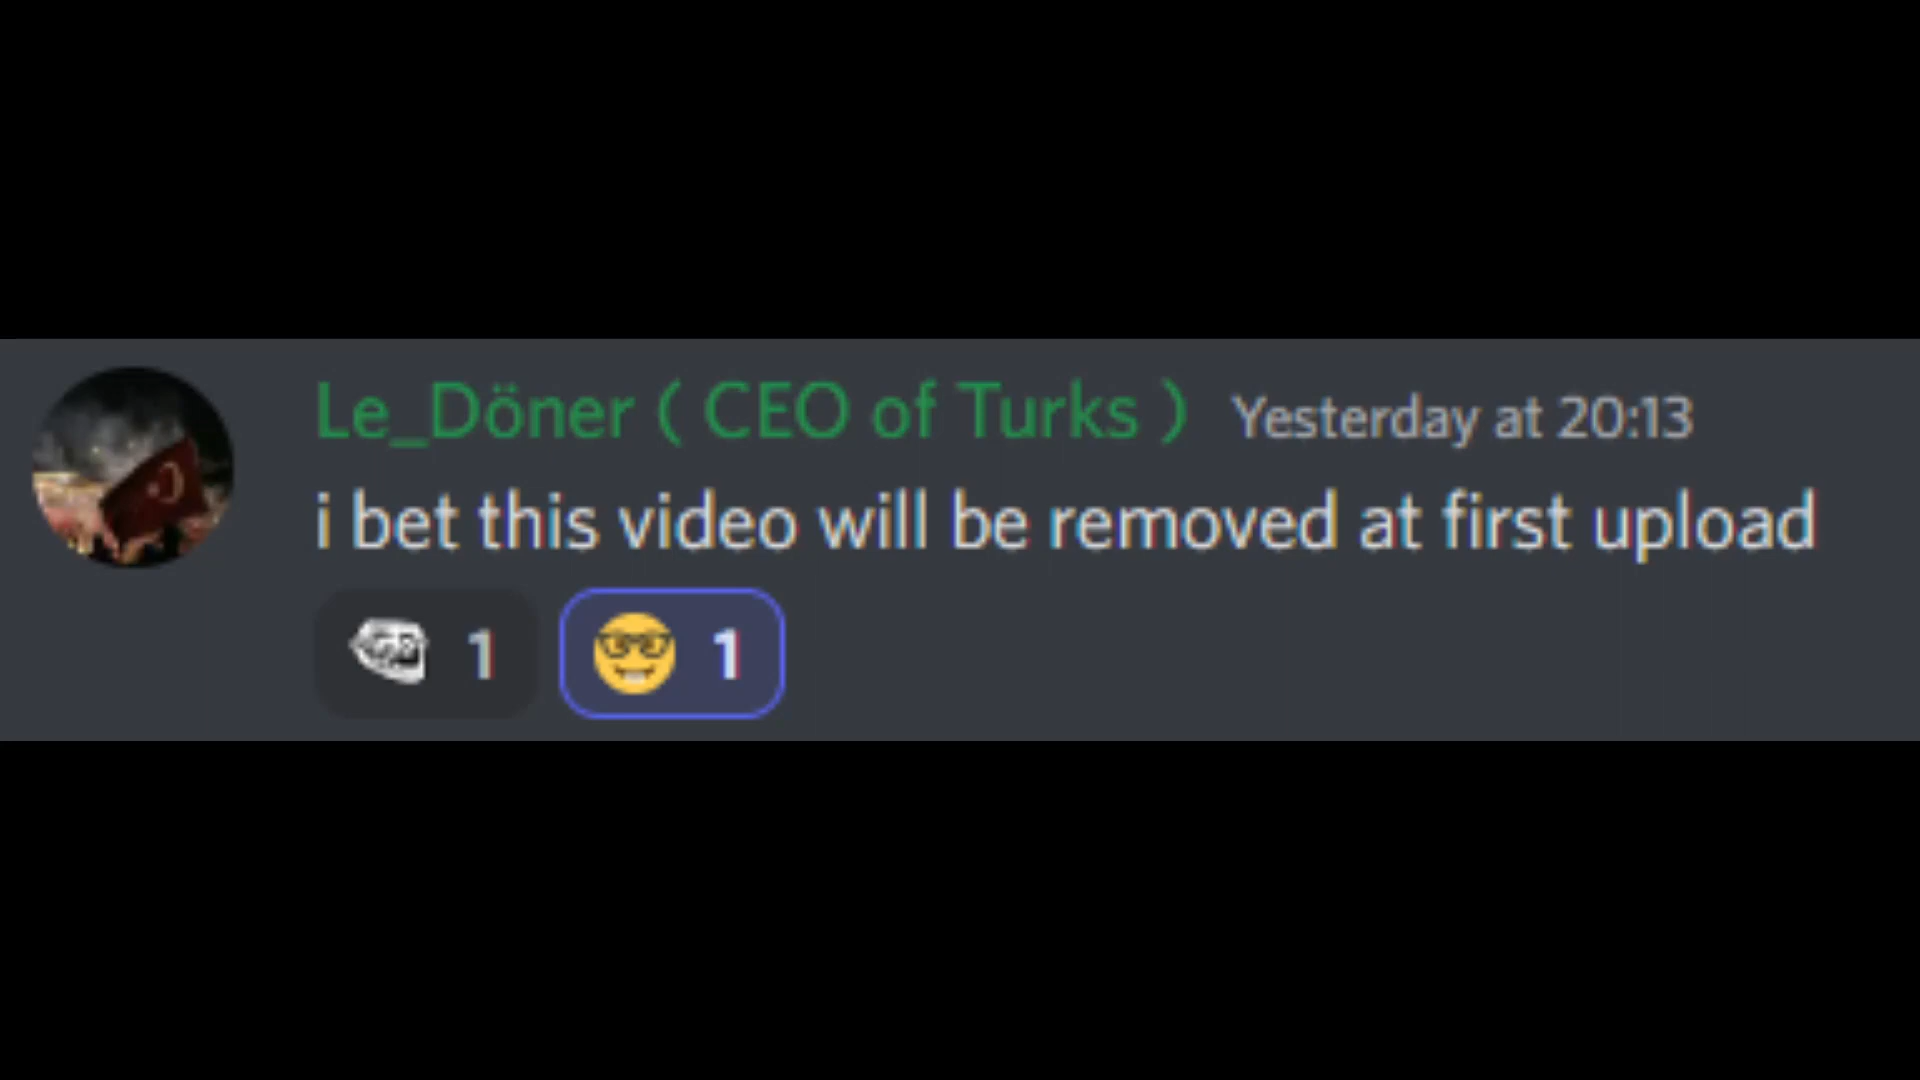 Le_Döner ( CEO of Turks ) Yesterday at 20:13
i bet this video will be removed at first upload
1 1